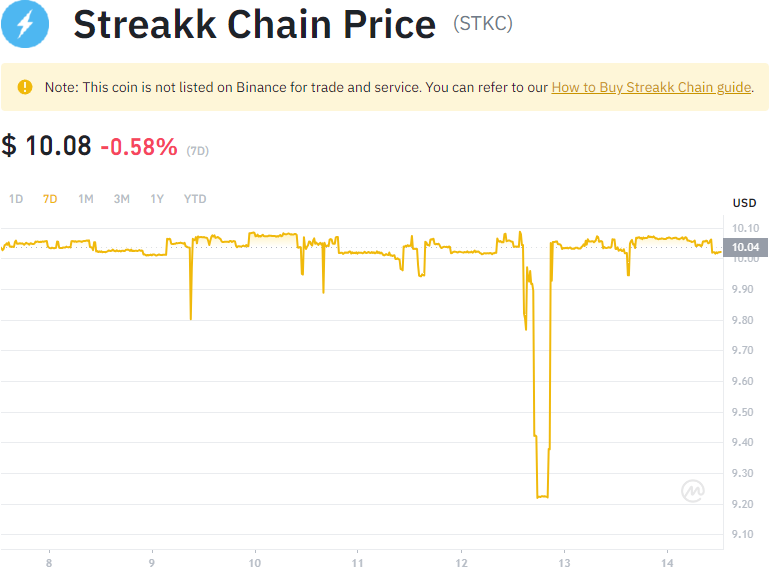 Streakk Chain Price (STKC)
Note: This coin is not listed on Binance for trade and service. You can refer to our How to Buy Streakk Chain guide.
$ 10.08 -0.58% (7D)
1D 7D 1M 3M 1Y YTD
USD
10.10
10.04
10.00
9.90
9.80
9.70
9.60
9.50
9.40
9.30
9.20
9.10
8 9 10 11 12 13 14